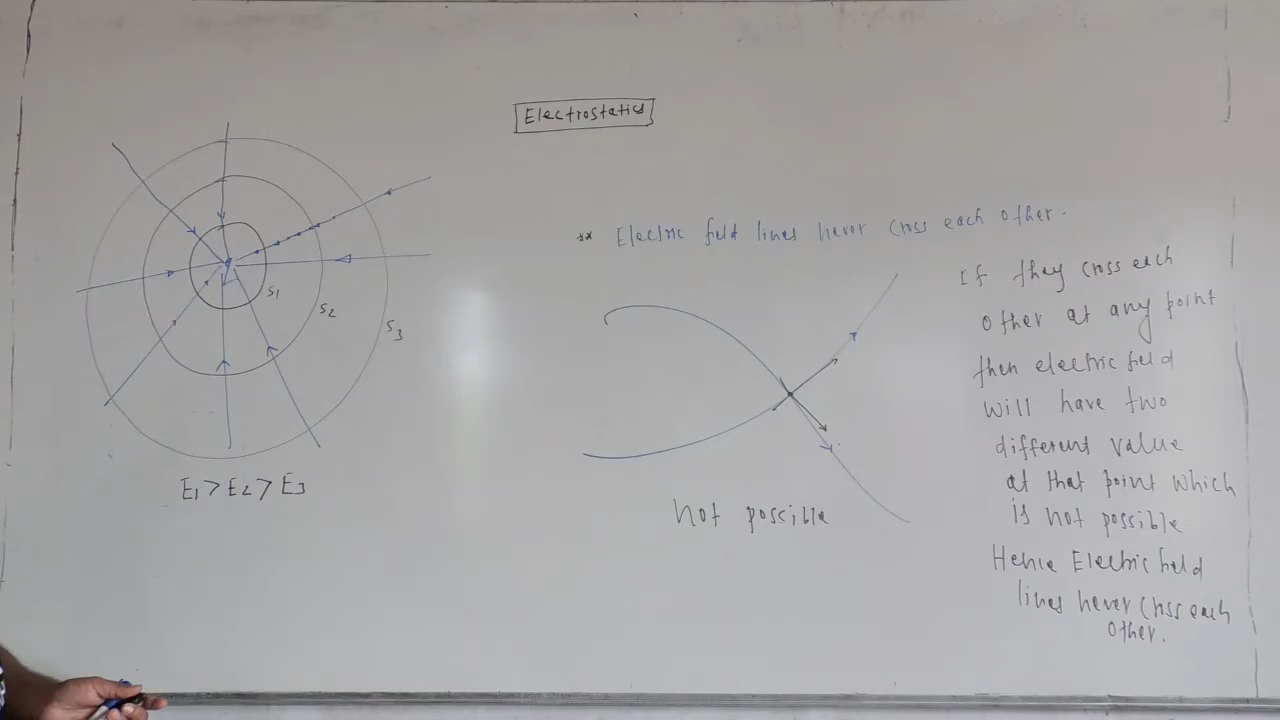 Electrostatics
** Electric field lines never cross each other.
If they cross each
other at any point
then electric field
will have two
different value
at that point which
is not possible
Hence Electric field
lines never cross each
other.
S1
S2
S3
E1 > E2 > E3
not possible